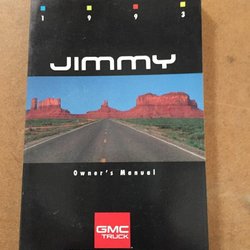 1 9 9 3
JIMMY
Owner's Manual
GMC
TRUCK